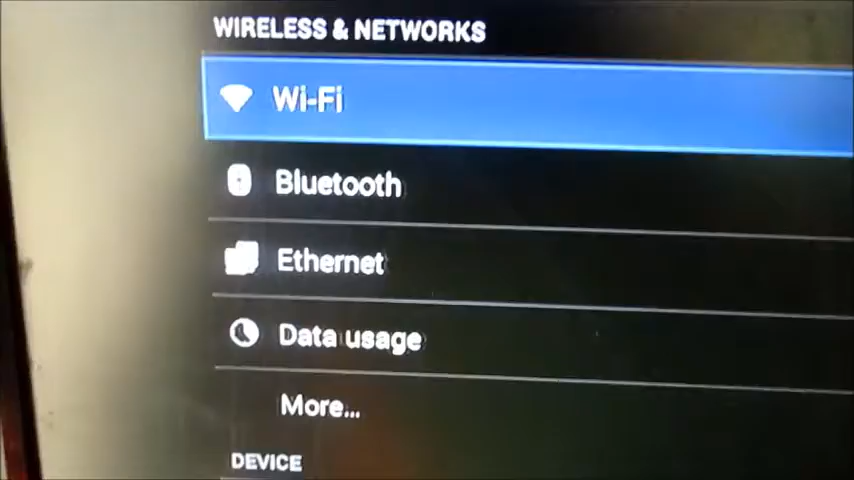 WIRELESS & NETWORKS
Wi-Fi
Bluetooth
Ethernet
Data usage
More...
DEVICE